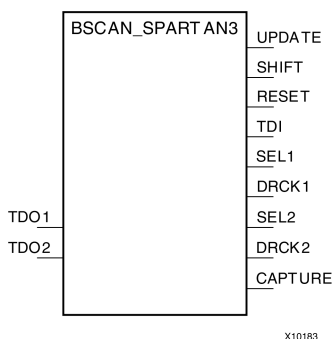 BSCAN_SPARTAN3
UPDATE
SHIFT
RESET
TDI
SEL1
DRCK1
TDO1
SEL2
TDO2
DRCK2
CAPTURE
X10183